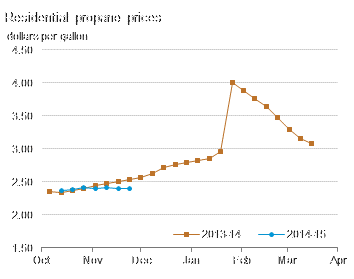 Residential propane prices
dollars per gallon
4.50
4.00
3.50
3.00
2.50
2.00
1.50
Oct Nov Dec Jan Feb Mar Apr
2013-14 2014-15